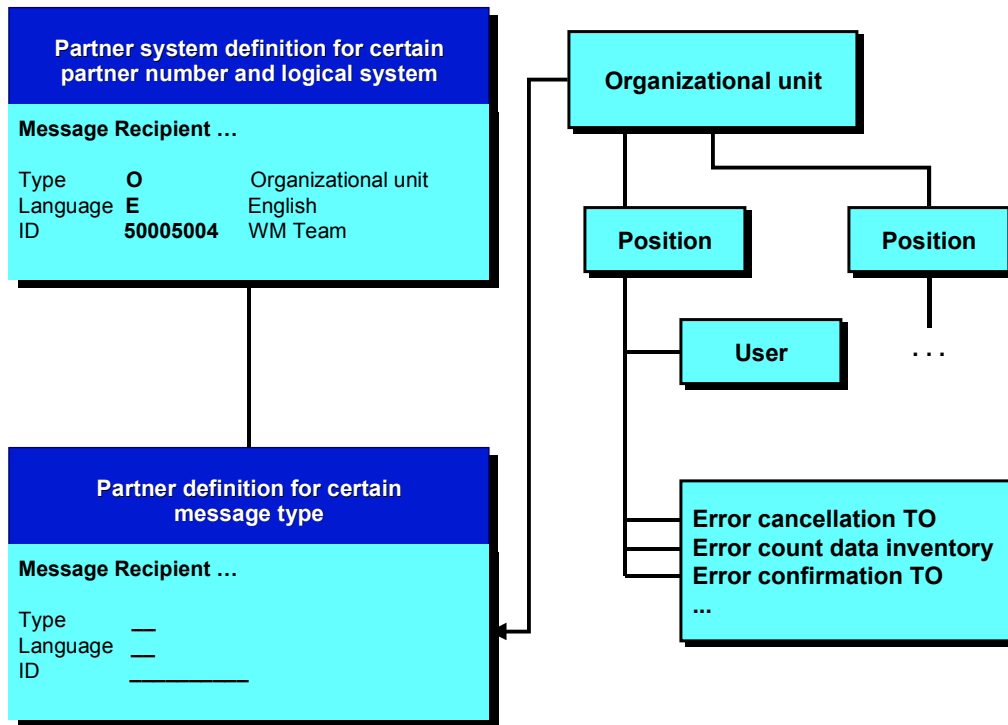 Partner system definition for certain
partner number and logical system
Message Recipient …
Type O Organizational unit
Language E English
ID 50005004 WM Team
Partner definition for certain
message type
Message Recipient …
Type __
Language __
ID __________
Organizational unit
Position
Position
User
. . .
Error cancellation TO
Error count data inventory
Error confirmation TO
...